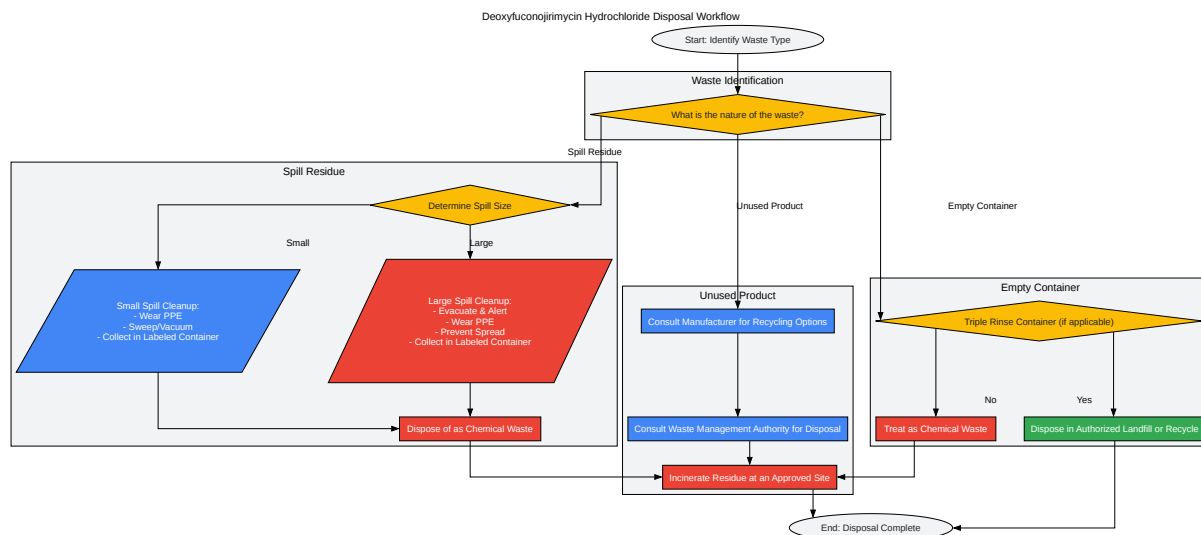 Deoxyfuconojirimycin Hydrochloride Disposal Workflow
Start: Identify Waste Type
Waste Identification
What is the nature of the waste?
Spill Residue
Unused Product
Empty Container
Spill Residue
Determine Spill Size
Small
Large
Small Spill Cleanup:
- Wear PPE
- Sweep/Vacuum
- Collect in Labeled Container
Large Spill Cleanup:
- Evacuate & Alert
- Wear PPE
- Prevent Spread
- Collect in Labeled Container
Dispose of as Chemical Waste
Unused Product
Consult Manufacturer for Recycling Options
Consult Waste Management Authority for Disposal
Incinerate Residue at an Approved Site
Empty Container
Triple Rinse Container (if applicable)
No
Yes
Treat as Chemical Waste
Dispose in Authorized Landfill or Recycle
End: Disposal Complete